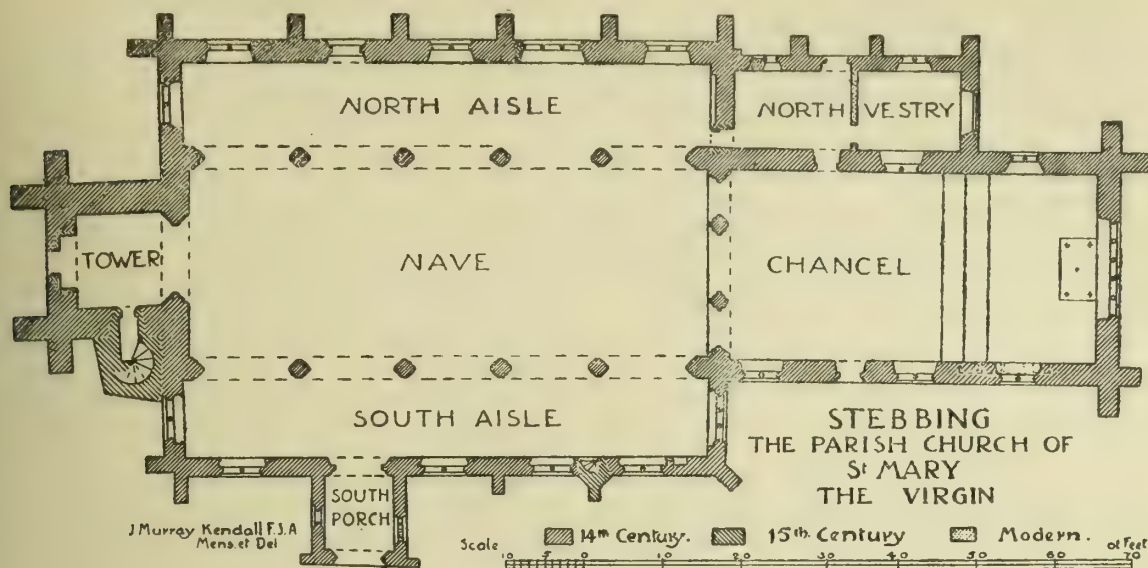 NORTH AISLE
NORTH VESTRY
TOWER
NAVE
CHANCEL
SOUTH AISLE
SOUTH
PORCH
STEBBING
THE PARISH CHURCH OF
St MARY
THE VIRGIN
J. Murray Kendall F.S.A
Mens. et Del
14th Century. 15th Century Modern.
Scale 10 5 0 10 20 30 40 50 60 70 of Feet